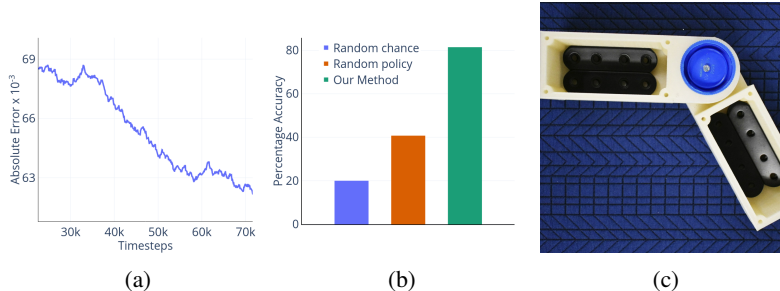 69
66
63
Absolute Error x 10⁻³
30k 40k 50k 60k 70k
Timesteps
(a)
80
60
40
20
0
Percentage Accuracy
Random chance
Random policy
Our Method
(b)
(c)